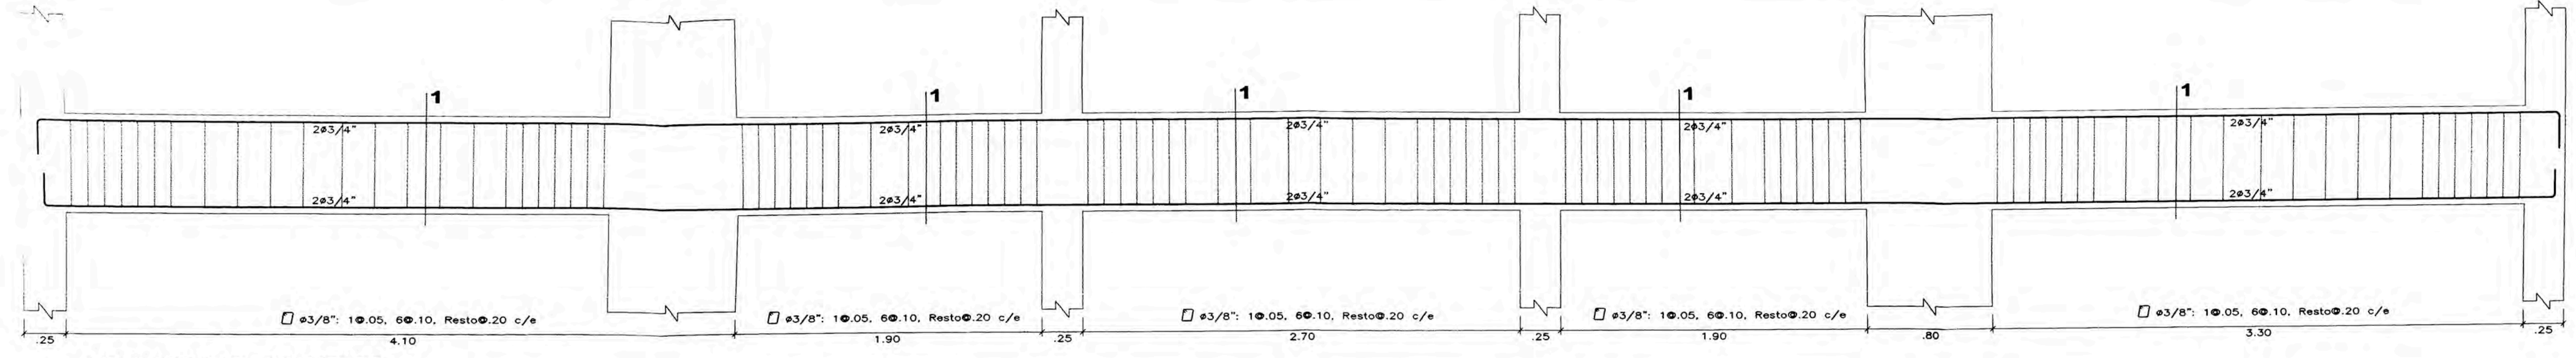 1 1 1 1 1
2ø3/4" 2ø3/4" 2ø3/4" 2ø3/4" 2ø3/4"
2ø3/4" 2ø3/4" 2ø3/4" 2ø3/4" 2ø3/4"
ø3/8": 1@.05, 6@.10, Resto@.20 c/e ø3/8": 1@.05, 6@.10, Resto@.20 c/e ø3/8": 1@.05, 6@.10, Resto@.20 c/e ø3/8": 1@.05, 6@.10, Resto@.20 c/e ø3/8": 1@.05, 6@.10, Resto@.20 c/e
.25 4.10 1.90 .25 2.70 .25 1.90 .80 3.30 .25